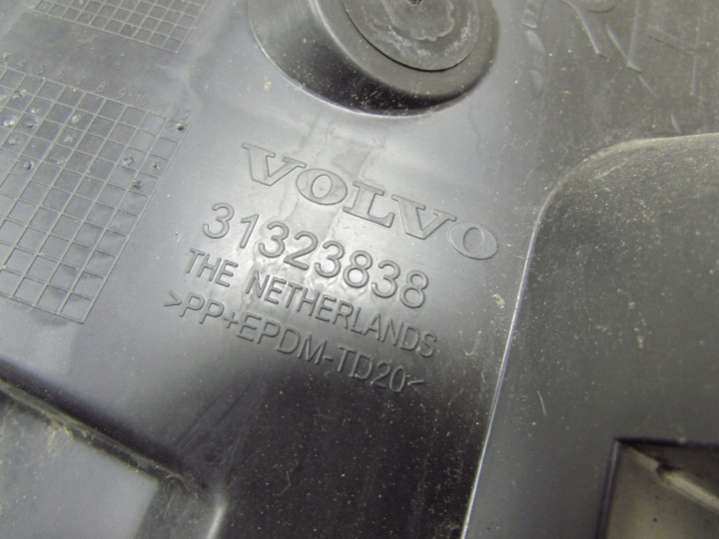 VOLVO
31323838
THE NETHERLANDS
>PP+EPDM-TD20<